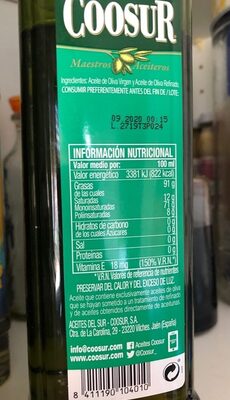 COOSUR
Maestros Aceiteros
Ingredientes: Aceite de Oliva Virgen y Aceite de Oliva Refinado.
CONSUMIR PREFERENTEMENTE ANTES DEL FIN DE / LOTE:
09 2020 00:15
L.27197P024
INFORMACIÓN NUTRICIONAL
Valor medio por: 100 ml
Valor energético 3381 kJ (822 kcal)
Grasas 91 g
de las cuales
Saturadas
Monoinsaturadas
Polinsaturadas
Hidratos de carbono 0 g
de los cuales Azúcares 0 g
Sal 0 g
Proteínas 0 g
Vitamina E 18 mg (150% V.R.N.*)
*V.R.N. Valores de referencia de nutrientes
PRESERVAR DEL CALOR Y DEL EXCESO DE LUZ.
Aceite que contiene exclusivamente aceites de oliva
que se hayan sometido a un tratamiento de refinado
y de aceites obtenidos directamente de aceitunas.
ACEITES DEL SUR - COOSUR, S.A.
Ctra. de La Carolina, 29 - 23220 Vilches. Jaén (España)
info@coosur.com
www.coosur.com
Aceites Coosur
@Coosur_
8 411190 104010